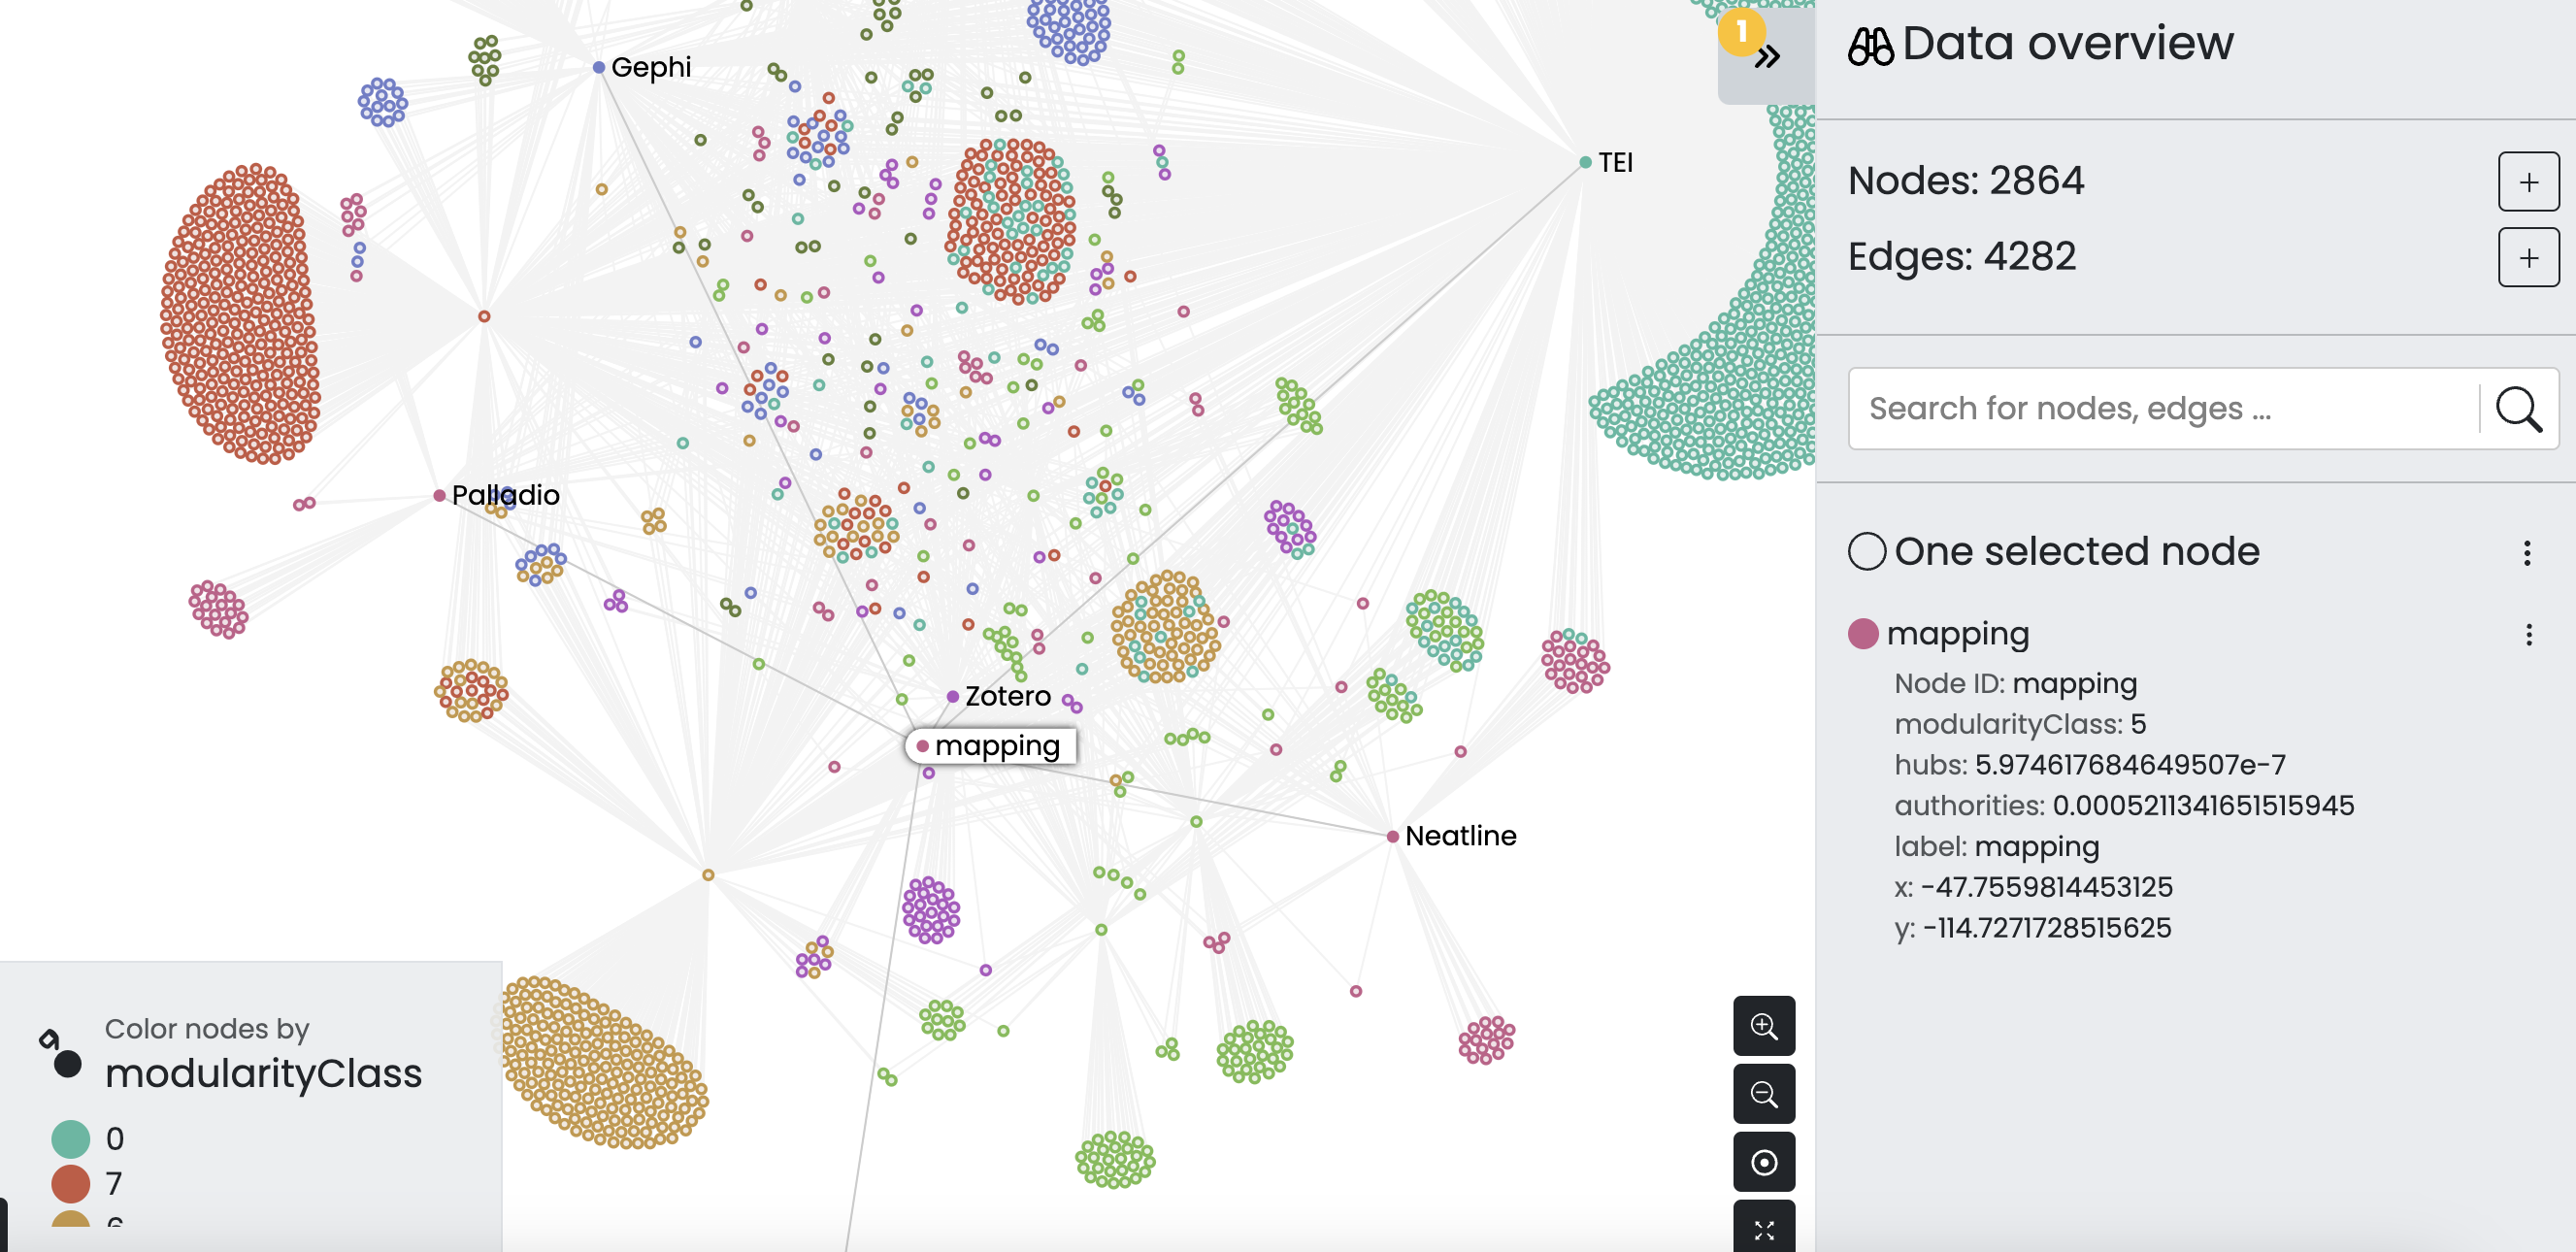 Gephi
TEI
Palladio
Zotero
mapping
Neatline
Color nodes by
modularityClass
0
7
6
1
Data overview
Nodes: 2864
Edges: 4282
Search for nodes, edges ...
One selected node
mapping
Node ID: mapping
modularityClass: 5
hubs: 5.974617684649507e-7
authorities: 0.0005211341651515945
label: mapping
x: -47.7559814453125
y: -114.7271728515625